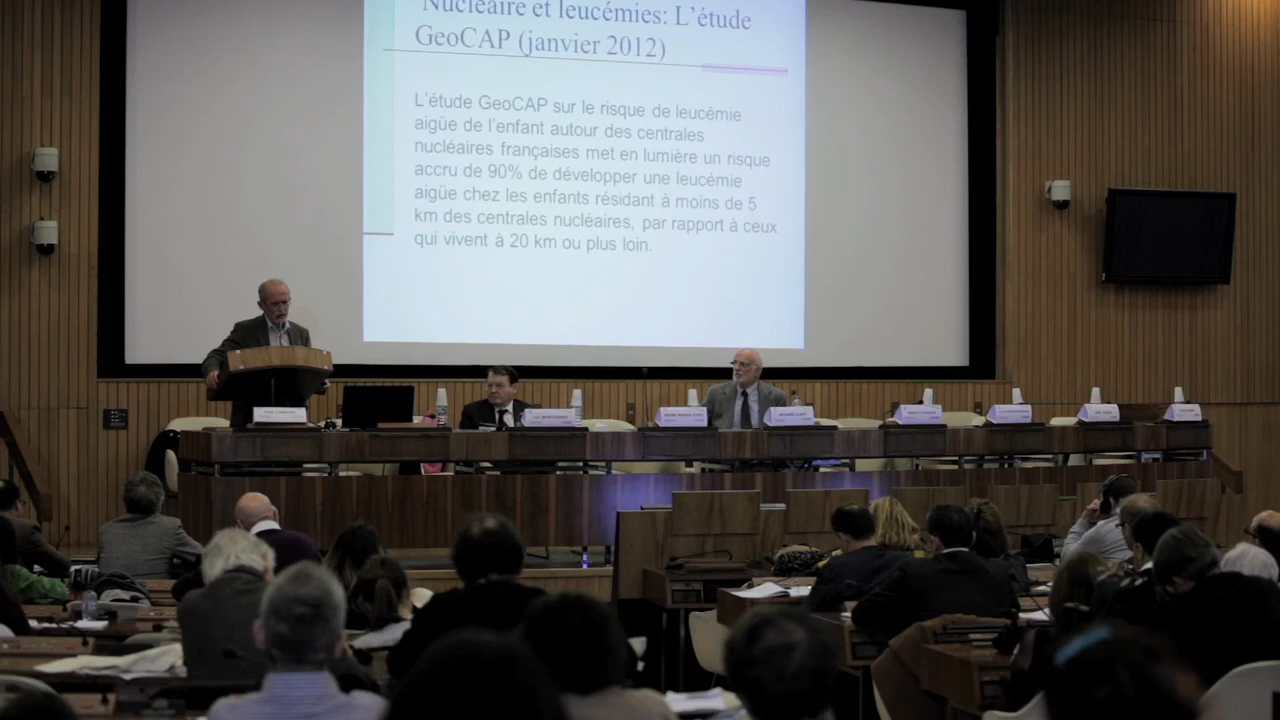 Nucléaire et leucémies: L'étude
GeoCAP (janvier 2012)
L'étude GeoCAP sur le risque de leucémie
aigüe de l'enfant autour des centrales
nucléaires françaises met en lumière un risque
accru de 90% de développer une leucémie
aigüe chez les enfants résidant à moins de 5
km des centrales nucléaires, par rapport à ceux
qui vivent à 20 km ou plus loin.